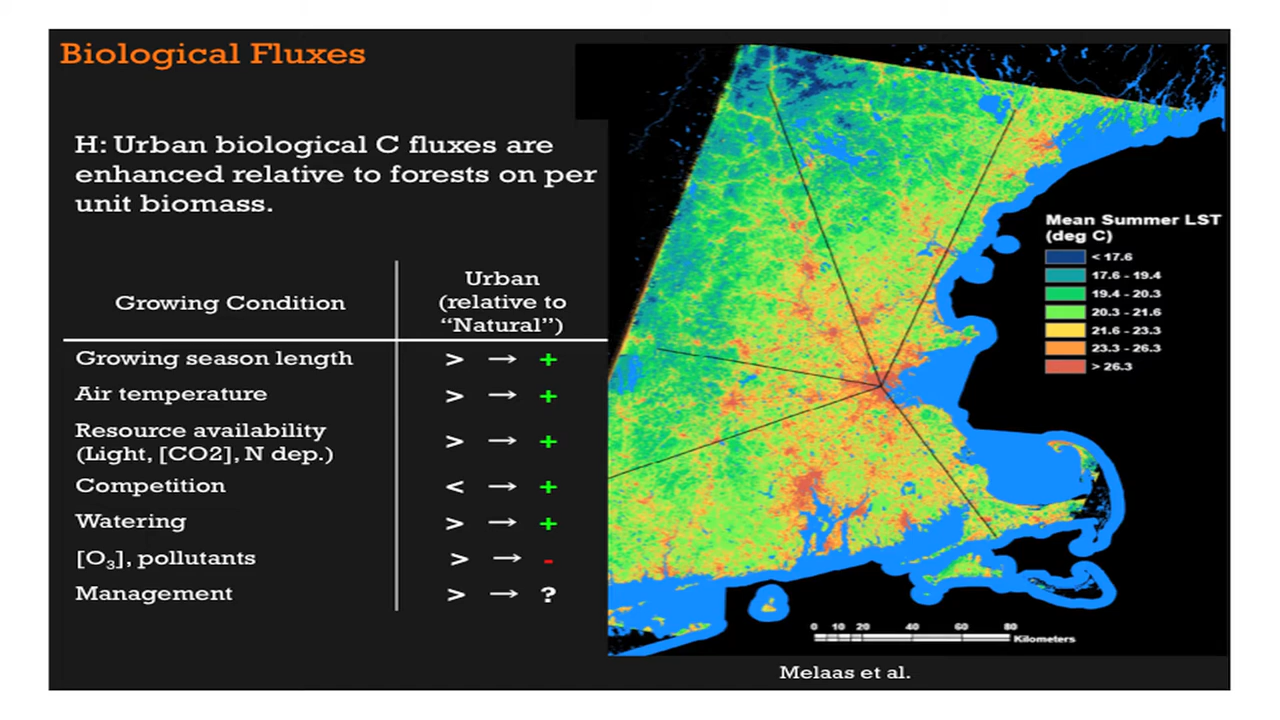 Biological Fluxes
H: Urban biological C fluxes are
enhanced relative to forests on per
unit biomass.
Growing Condition
Urban
(relative to
“Natural”)
Growing season length > → +
Air temperature > → +
Resource availability
(Light, [CO2], N dep.) > → +
Competition < → +
Watering > → +
[O₃], pollutants > → -
Management > → ?
Mean Summer LST
(deg C)
< 17.6
17.6 - 19.4
19.4 - 20.3
20.3 - 21.6
21.6 - 23.3
23.3 - 26.3
> 26.3
0 10 20 40 60 80
Kilometers
Melaas et al.